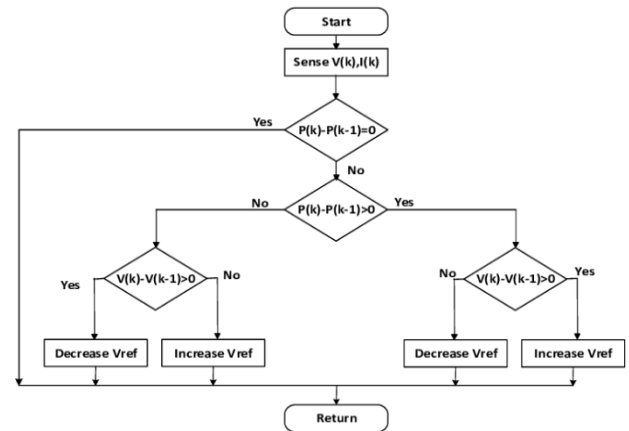 Start
Sense V(k),I(k)
P(k)-P(k-1)=0
Yes
No
P(k)-P(k-1)>0
No
Yes
V(k)-V(k-1)>0
Yes
No
V(k)-V(k-1)>0
No
Yes
Decrease Vref
Increase Vref
Decrease Vref
Increase Vref
Return